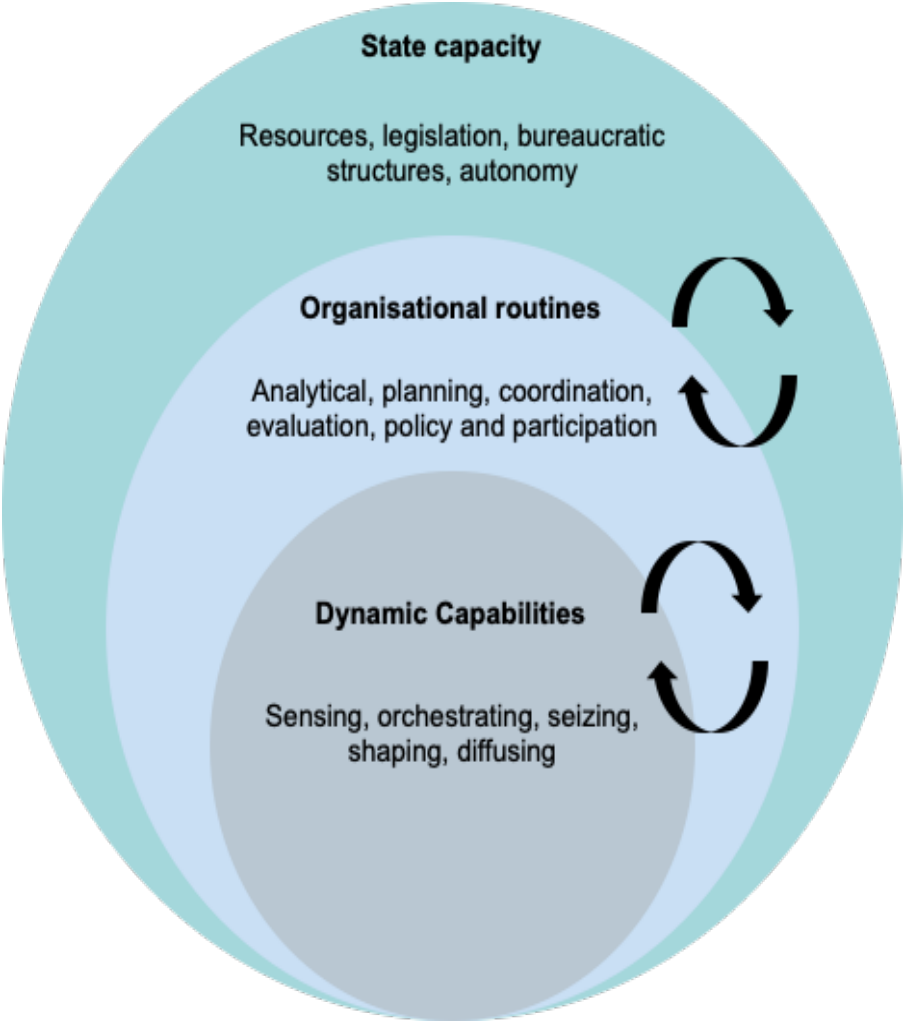 State capacity
Resources, legislation, bureaucratic
structures, autonomy
Organisational routines
Analytical, planning, coordination,
evaluation, policy and participation
Dynamic Capabilities
Sensing, orchestrating, seizing,
shaping, diffusing